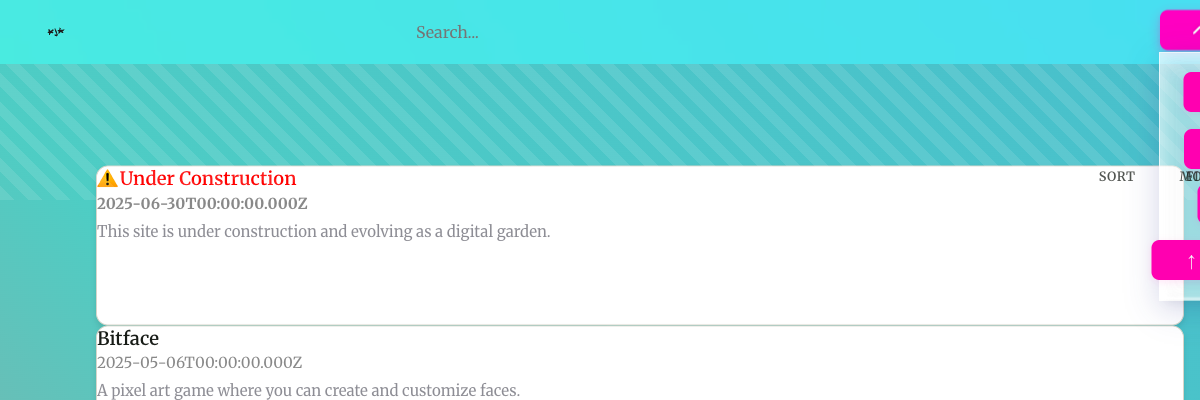 Search...
⚠️Under Construction
SORT
2025-06-30T00:00:00.000Z
This site is under construction and evolving as a digital garden.
↑
Bitface
2025-05-06T00:00:00.000Z
A pixel art game where you can create and customize faces.